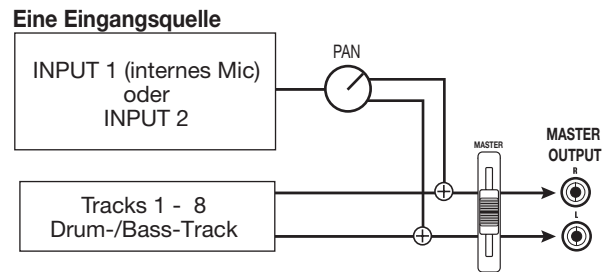 Eine Eingangsquelle
INPUT 1 (internes Mic)
oder
INPUT 2
PAN
MASTER
MASTER
OUTPUT
R
L
Tracks 1 - 8
Drum-/Bass-Track